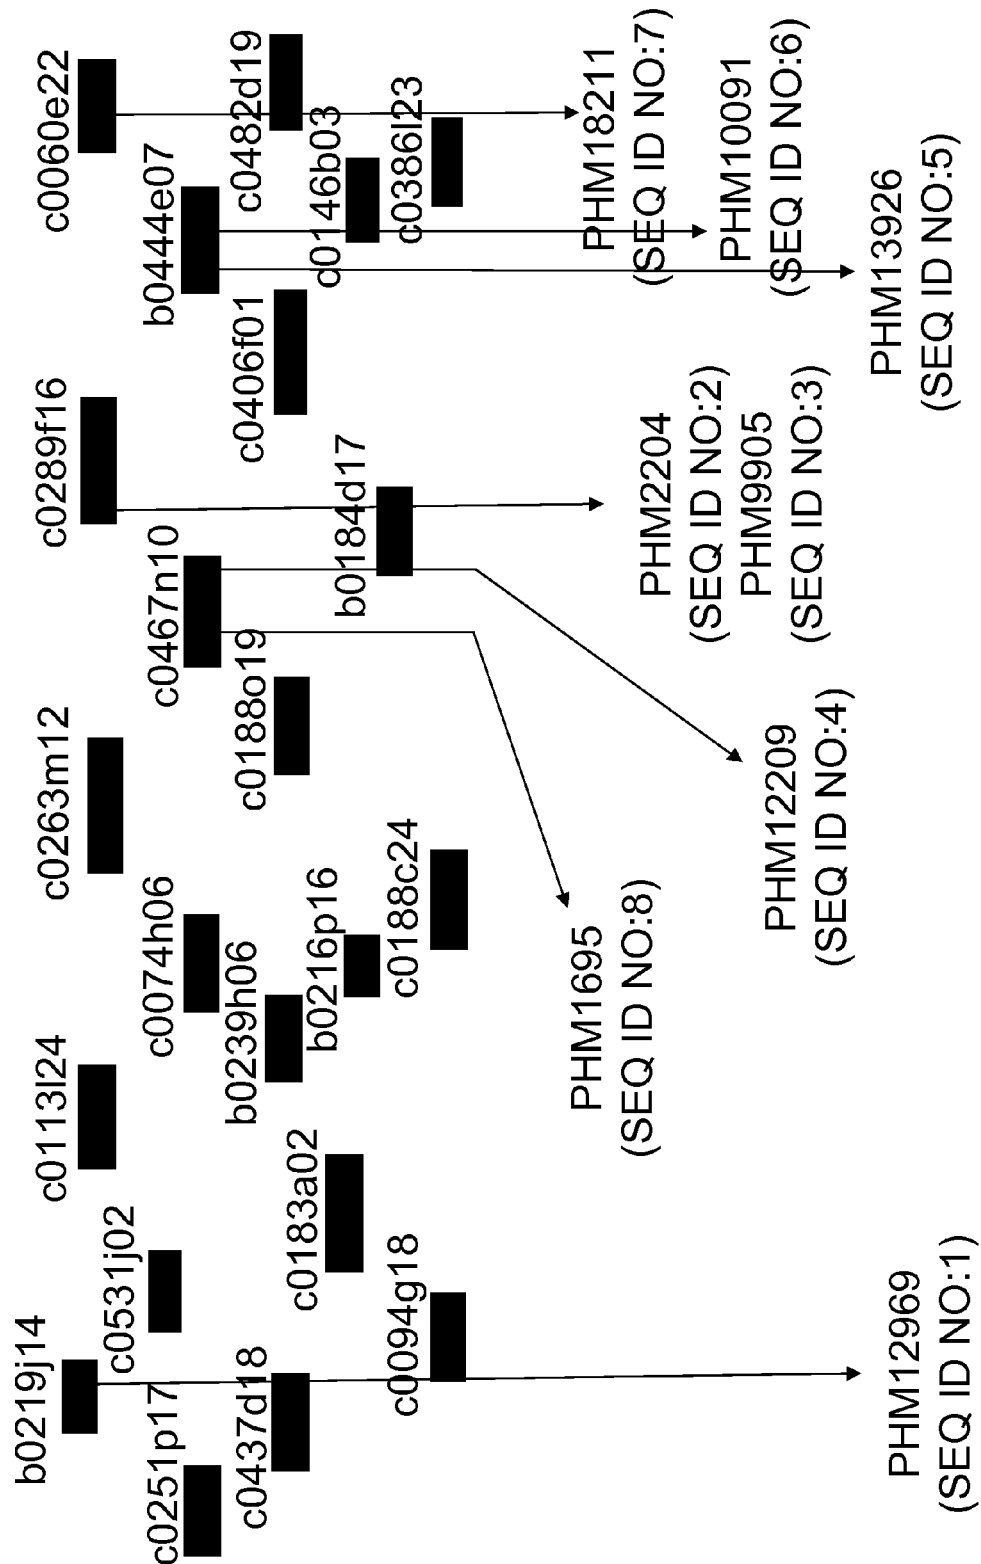 b0219j14
c0113l24
c0263m12
c0289f16
c0060e22
c0531j02
c0251p17
c0074h06
c0467n10
b0444e07
c0437d18
b0239h06
c0188o19
c0406f01
c0482d19
c0183a02
b0216p16
b0184d17
c0146b03
c0094g18
c0188c24
c0386l23
PHM12969
(SEQ ID NO:1)
PHM1695
(SEQ ID NO:8)
PHM12209
(SEQ ID NO:4)
PHM2204
(SEQ ID NO:2)
PHM9905
(SEQ ID NO:3)
PHM13926
(SEQ ID NO:5)
PHM10091
(SEQ ID NO:6)
PHM18211
(SEQ ID NO:7)